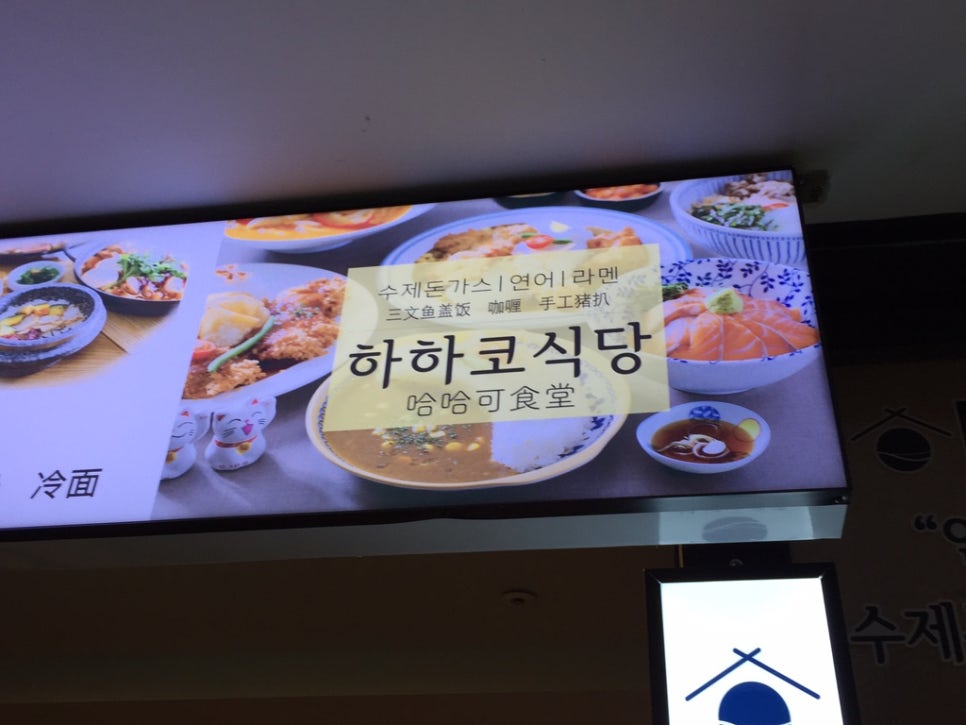 수제돈가스|연어|라멘
三文鱼盖饭 咖喱 手工猪扒
하하코식당
哈哈可食堂
冷面
수제